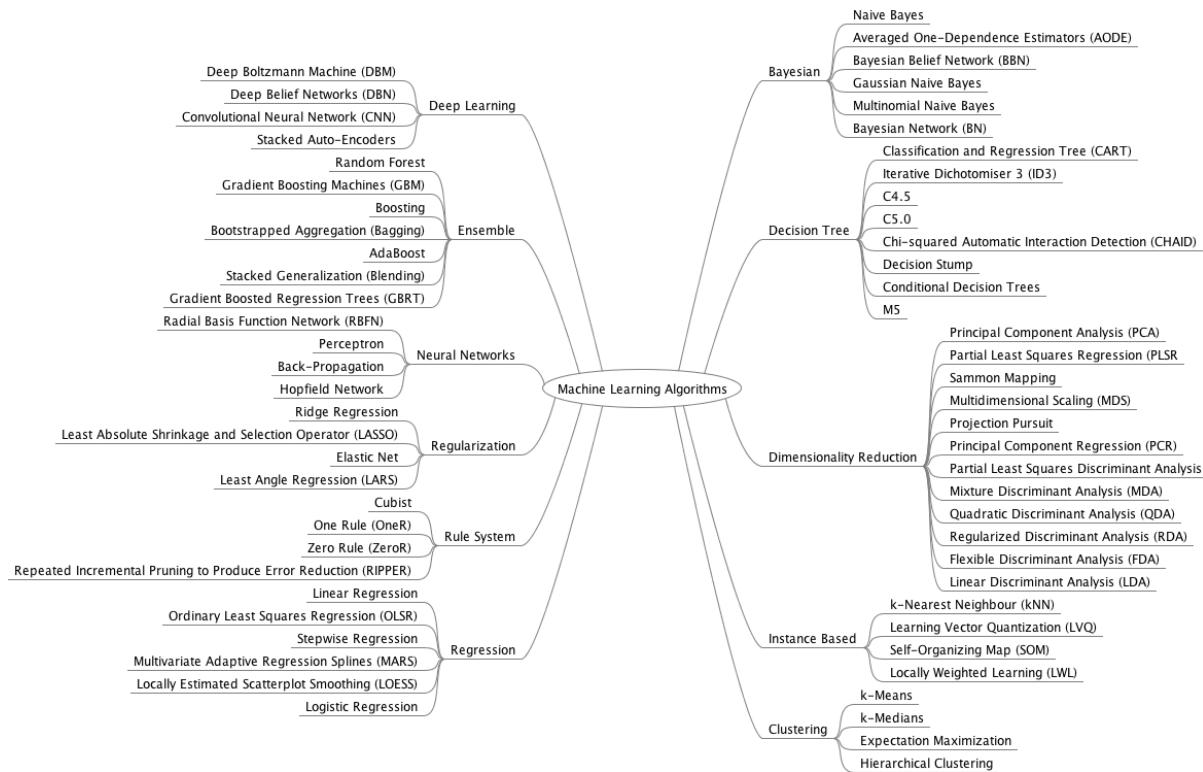 Machine Learning Algorithms
Deep Learning
Deep Boltzmann Machine (DBM)
Deep Belief Networks (DBN)
Convolutional Neural Network (CNN)
Stacked Auto-Encoders
Ensemble
Random Forest
Gradient Boosting Machines (GBM)
Boosting
Bootstrapped Aggregation (Bagging)
AdaBoost
Stacked Generalization (Blending)
Gradient Boosted Regression Trees (GBRT)
Neural Networks
Radial Basis Function Network (RBFN)
Perceptron
Back-Propagation
Hopfield Network
Regularization
Ridge Regression
Least Absolute Shrinkage and Selection Operator (LASSO)
Elastic Net
Least Angle Regression (LARS)
Rule System
Cubist
One Rule (OneR)
Zero Rule (ZeroR)
Repeated Incremental Pruning to Produce Error Reduction (RIPPER)
Regression
Linear Regression
Ordinary Least Squares Regression (OLSR)
Stepwise Regression
Multivariate Adaptive Regression Splines (MARS)
Locally Estimated Scatterplot Smoothing (LOESS)
Logistic Regression
Bayesian
Naive Bayes
Averaged One-Dependence Estimators (AODE)
Bayesian Belief Network (BBN)
Gaussian Naive Bayes
Multinomial Naive Bayes
Bayesian Network (BN)
Decision Tree
Classification and Regression Tree (CART)
Iterative Dichotomiser 3 (ID3)
C4.5
C5.0
Chi-squared Automatic Interaction Detection (CHAID)
Decision Stump
Conditional Decision Trees
M5
Dimensionality Reduction
Principal Component Analysis (PCA)
Partial Least Squares Regression (PLSR
Sammon Mapping
Multidimensional Scaling (MDS)
Projection Pursuit
Principal Component Regression (PCR)
Partial Least Squares Discriminant Analysis
Mixture Discriminant Analysis (MDA)
Quadratic Discriminant Analysis (QDA)
Regularized Discriminant Analysis (RDA)
Flexible Discriminant Analysis (FDA)
Linear Discriminant Analysis (LDA)
Instance Based
k-Nearest Neighbour (kNN)
Learning Vector Quantization (LVQ)
Self-Organizing Map (SOM)
Locally Weighted Learning (LWL)
Clustering
k-Means
k-Medians
Expectation Maximization
Hierarchical Clustering